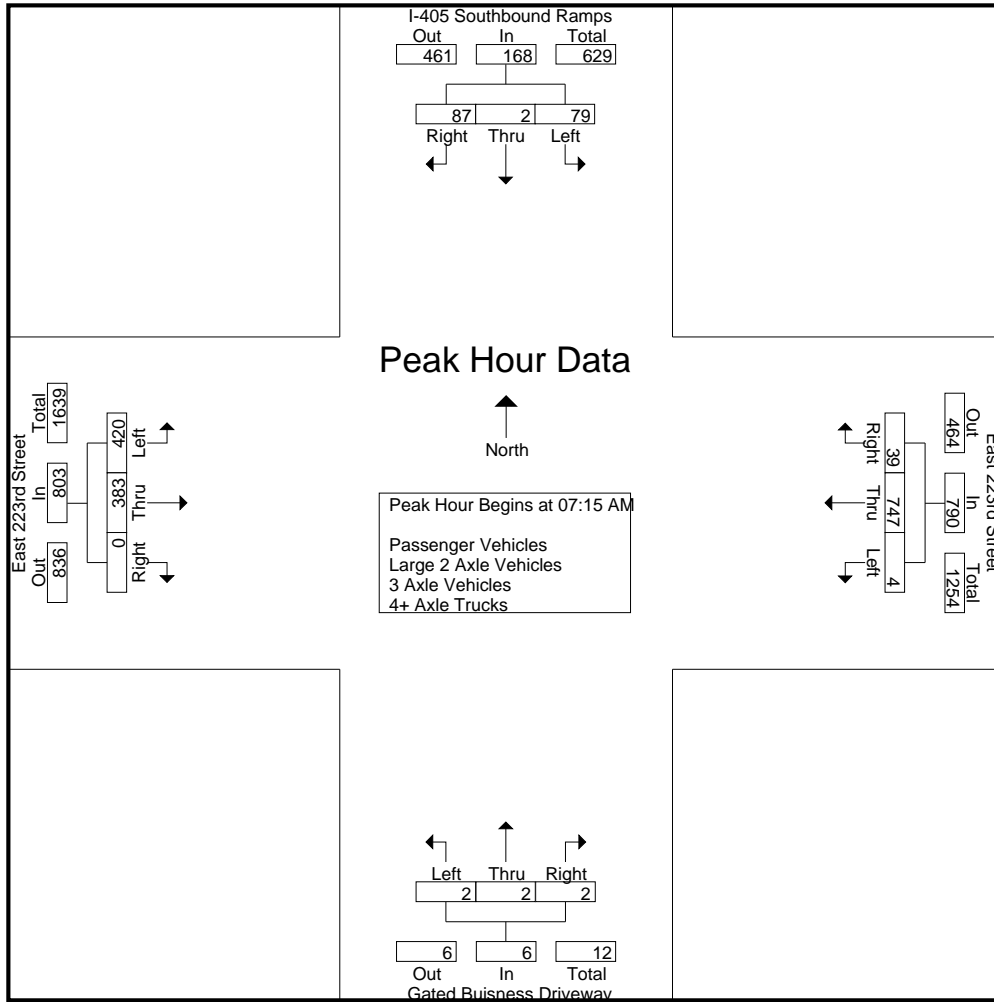 I-405 Southbound Ramps
Out In Total
461 168 629
87 2 79
Right Thru Left
Peak Hour Data
North
Peak Hour Begins at 07:15 AM
Passenger Vehicles
Large 2 Axle Vehicles
3 Axle Vehicles
4+ Axle Trucks
East 223rd Street
Out In Total
836 803 1639
420 383 0
Left Thru Right
Right Thru Left
39 747 4
Out In Total
464 790 1254
East 223rd Street
Left Thru Right
2 2 2
6 6 12
Out In Total
Gated Buisness Driveway